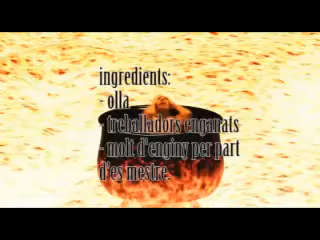 ingredients:
- olla
- treballadors enganats
- molt d'enginy per part
d'es mestre